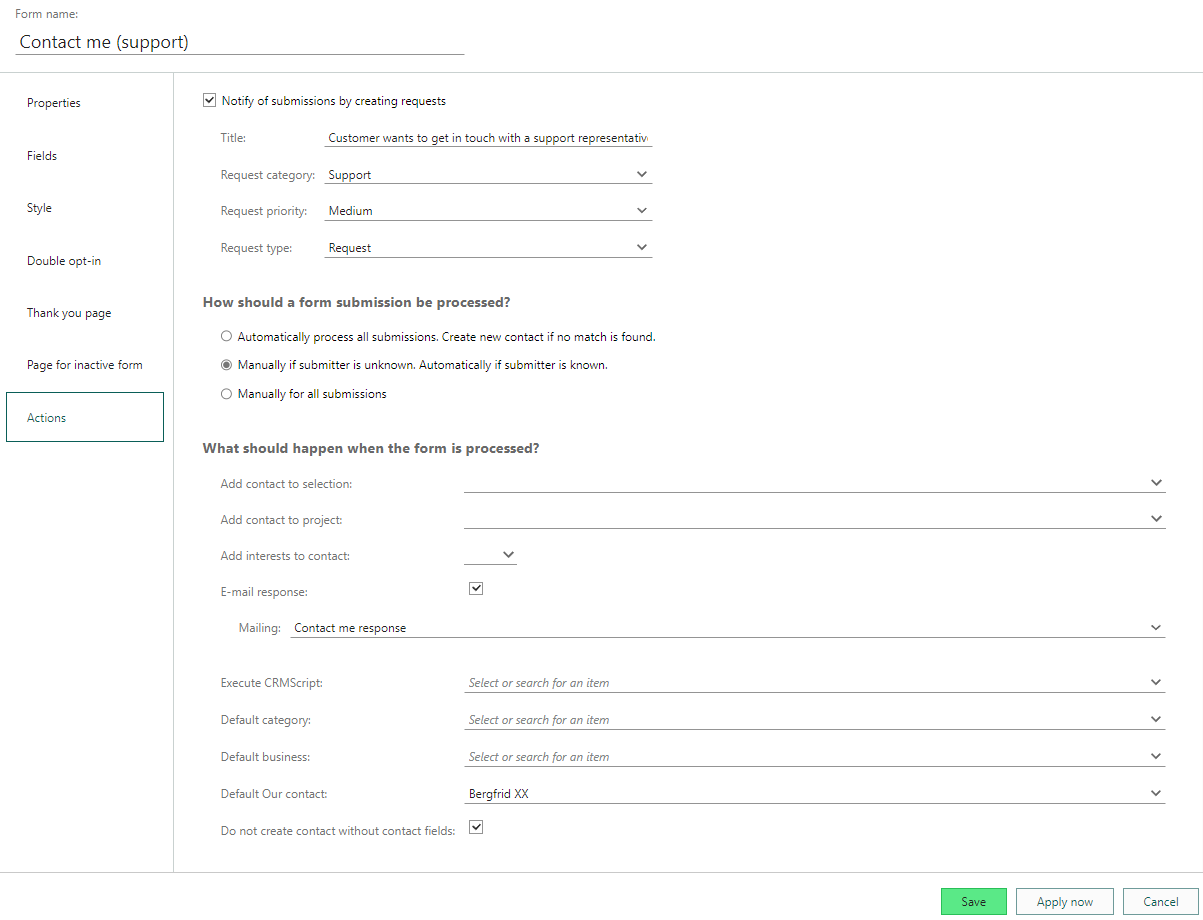 Form name:
Contact me (support)
Properties
Fields
Style
Double opt-in
Thank you page
Page for inactive form
Actions
Notify of submissions by creating requests
Title: Customer wants to get in touch with a support representativ
Request category: Support
Request priority: Medium
Request type: Request
How should a form submission be processed?
Automatically process all submissions. Create new contact if no match is found.
Manually if submitter is unknown. Automatically if submitter is known.
Manually for all submissions
What should happen when the form is processed?
Add contact to selection:
Add contact to project:
Add interests to contact:
E-mail response:
Mailing: Contact me response
Execute CRMScript: Select or search for an item
Default category: Select or search for an item
Default business: Select or search for an item
Default Our contact: Bergfrid XX
Do not create contact without contact fields:
Save Apply now Cancel